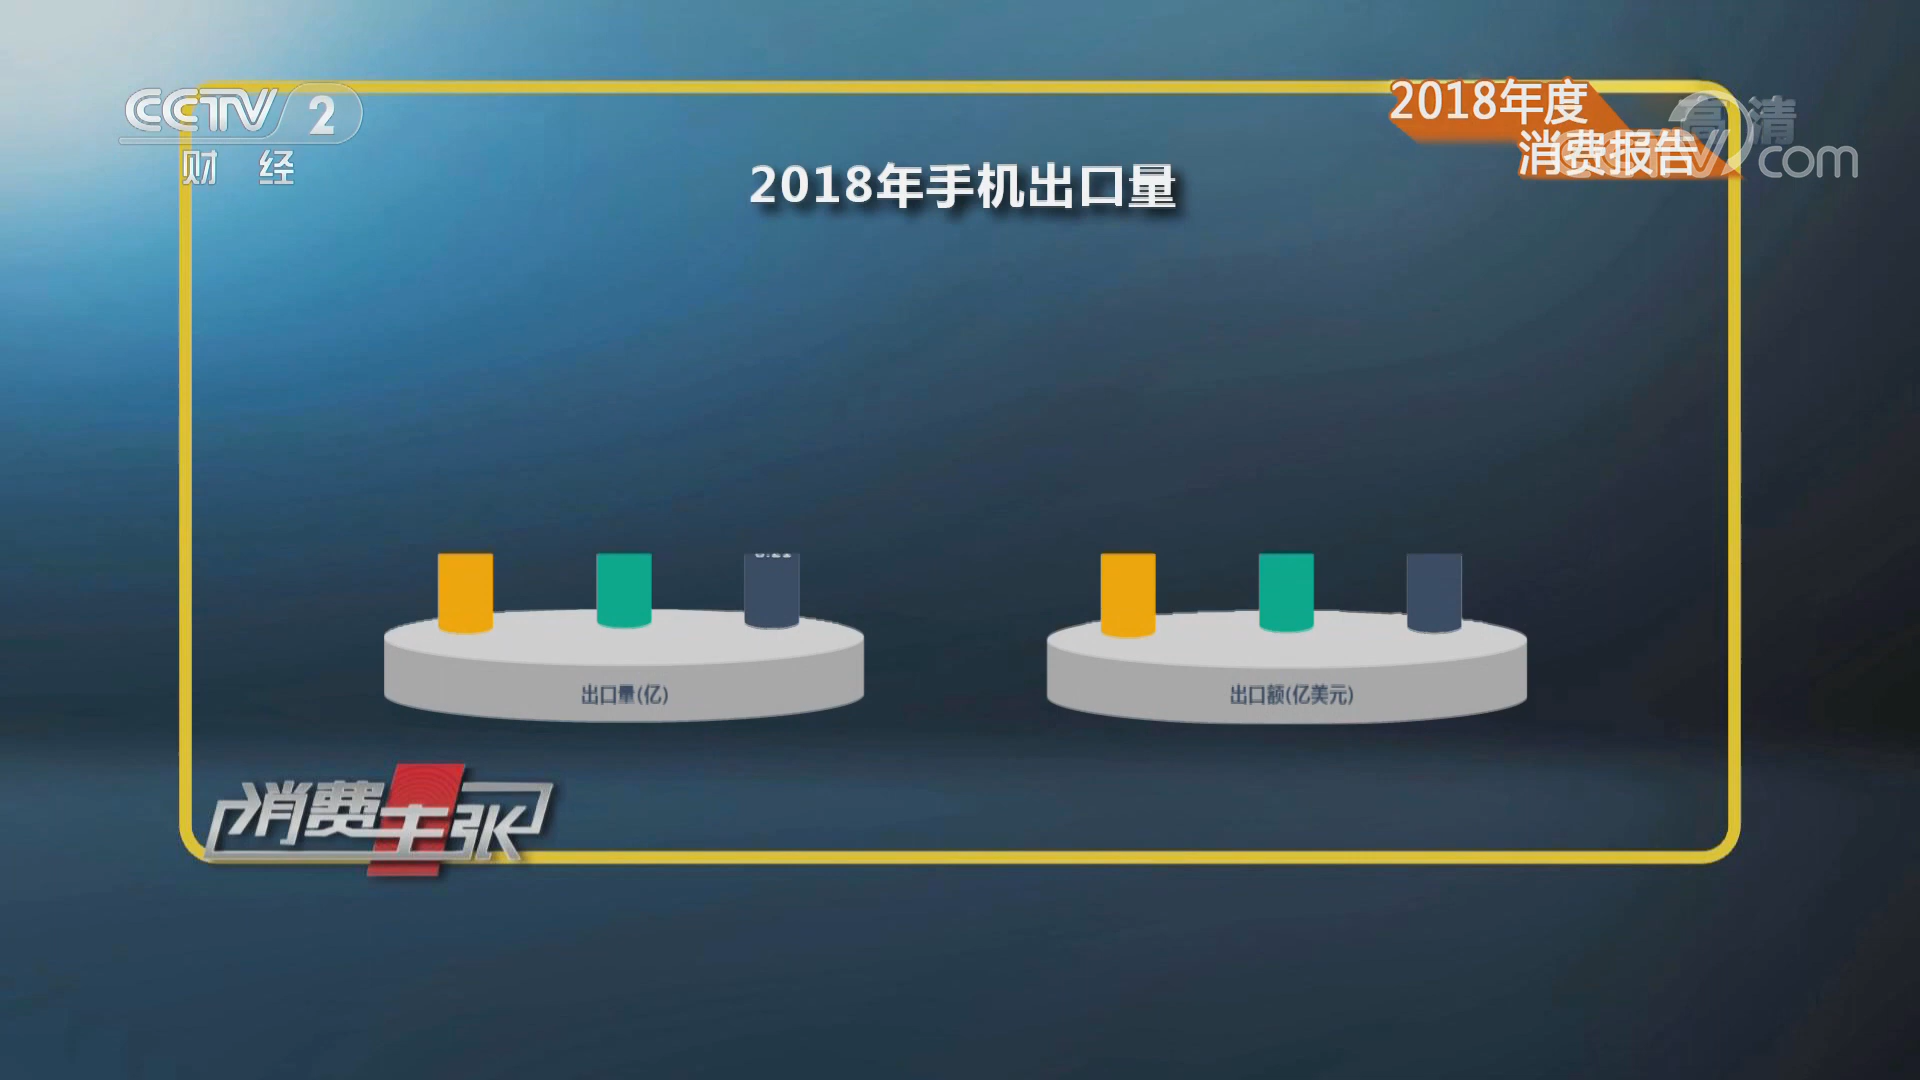 CCTV 2
财 经
2018年度
消费报告
高清
com
2018年手机出口量
出口量(亿)
出口额(亿美元)
消费主张